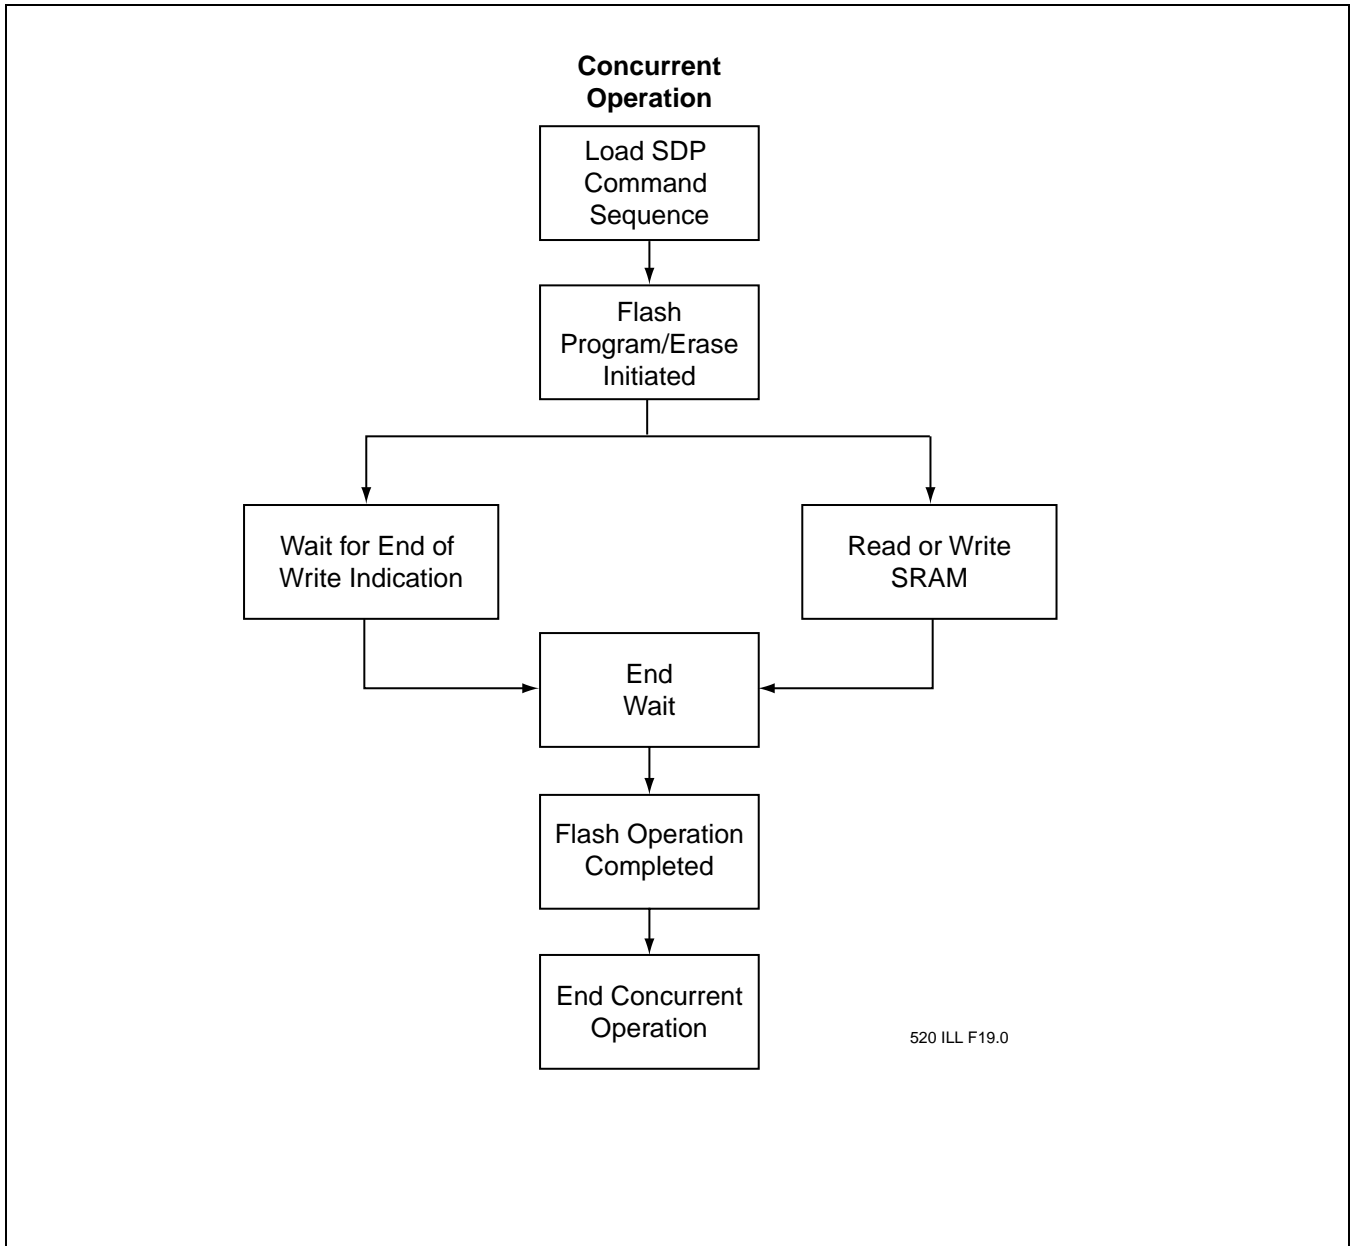 Concurrent
Operation
Load SDP
Command
Sequence
Flash
Program/Erase
Initiated
Wait for End of
Write Indication
Read or Write
SRAM
End
Wait
Flash Operation
Completed
End Concurrent
Operation
520 ILL F19.0